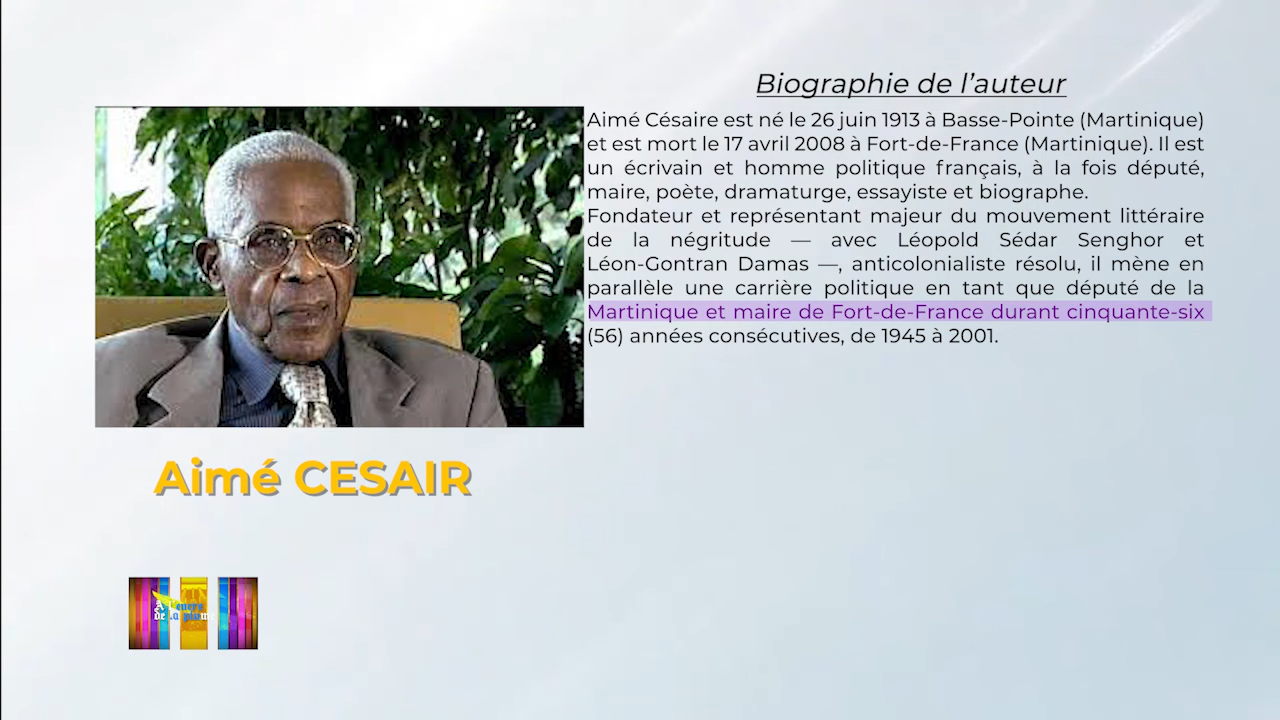 Biographie de l’auteur
Aimé Césaire est né le 26 juin 1913 à Basse-Pointe (Martinique)
et est mort le 17 avril 2008 à Fort-de-France (Martinique). Il est
un écrivain et homme politique français, à la fois député,
maire, poète, dramaturge, essayiste et biographe.
Fondateur et représentant majeur du mouvement littéraire
de la négritude — avec Léopold Sédar Senghor et
Léon-Gontran Damas —, anticolonialiste résolu, il mène en
parallèle une carrière politique en tant que député de la
Martinique et maire de Fort-de-France durant cinquante-six
(56) années consécutives, de 1945 à 2001.
Aimé CESAIR